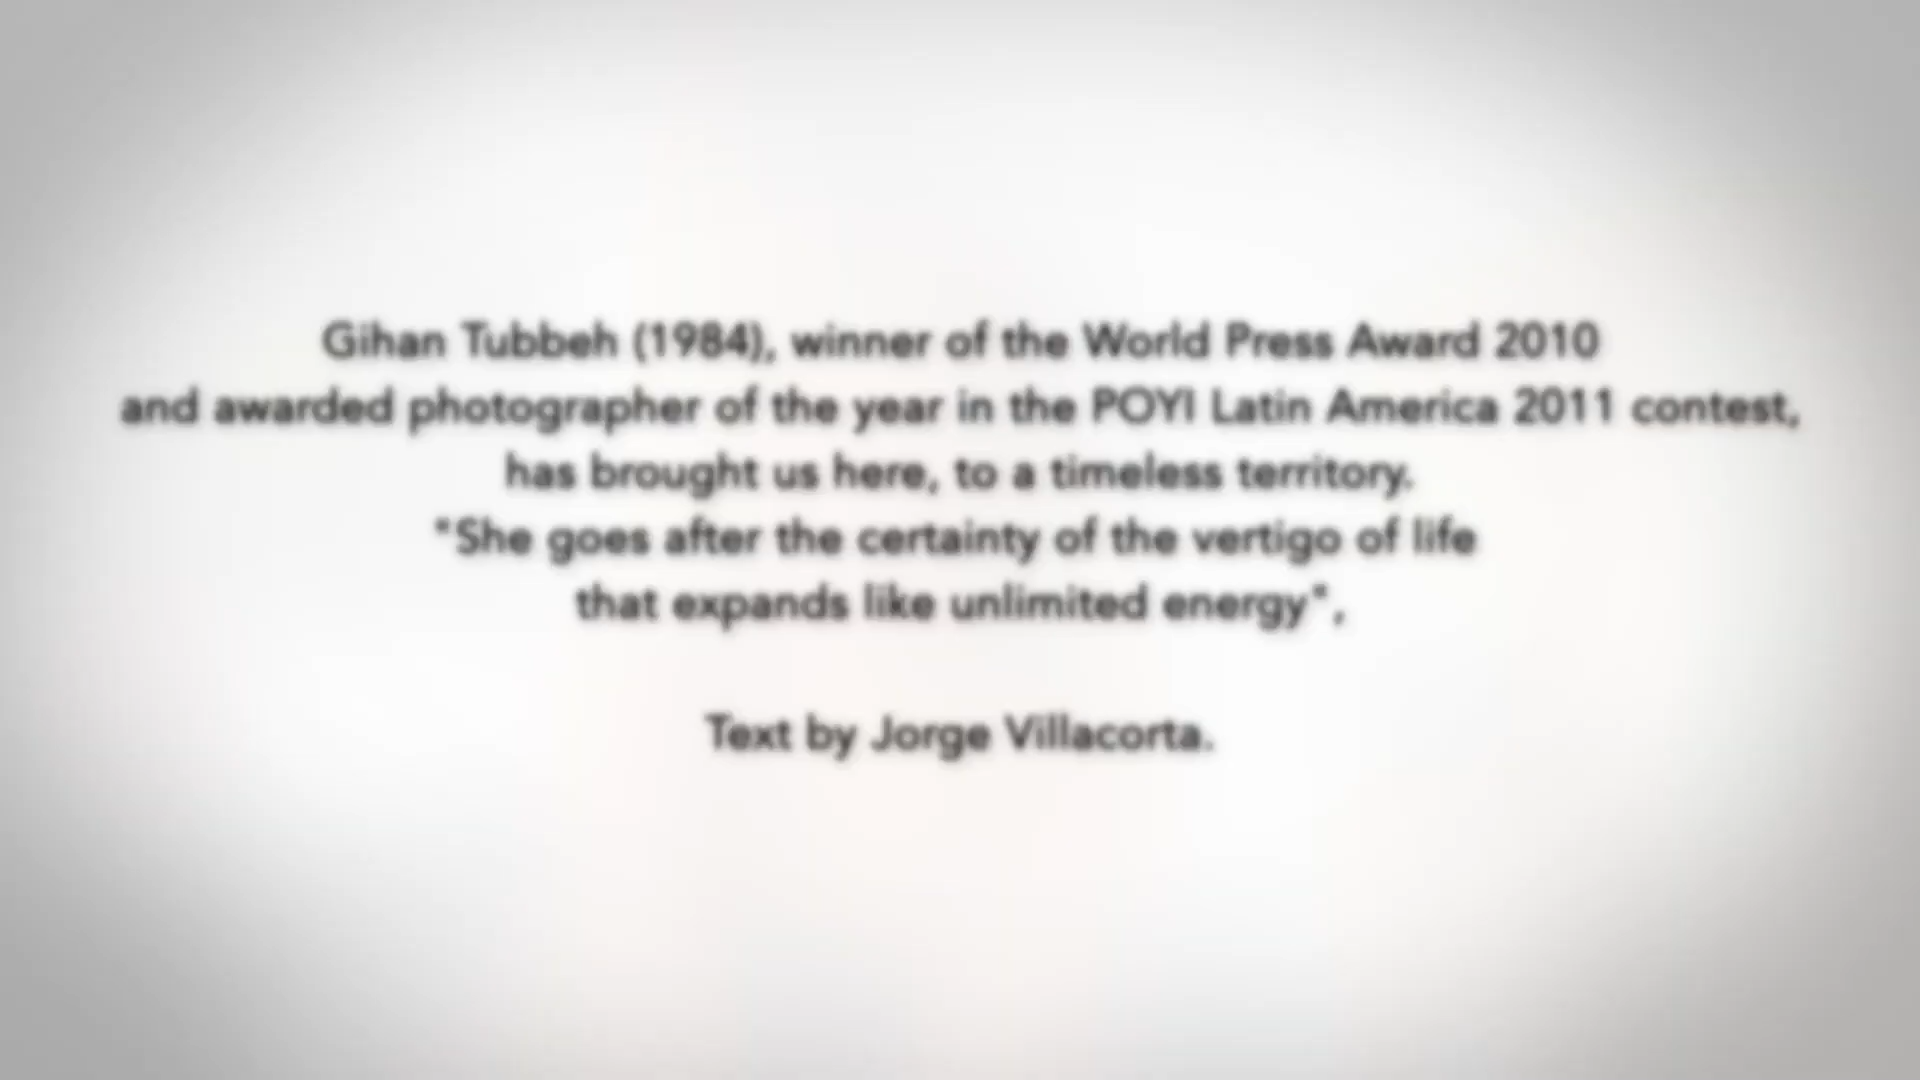 Gihan Tubbeh (1984), winner of the World Press Award 2010
and awarded photographer of the year in the POYI Latin America 2011 contest,
has brought us here, to a timeless territory.
"She goes after the certainty of the vertigo of life
that expands like unlimited energy",
Text by Jorge Villacorta.